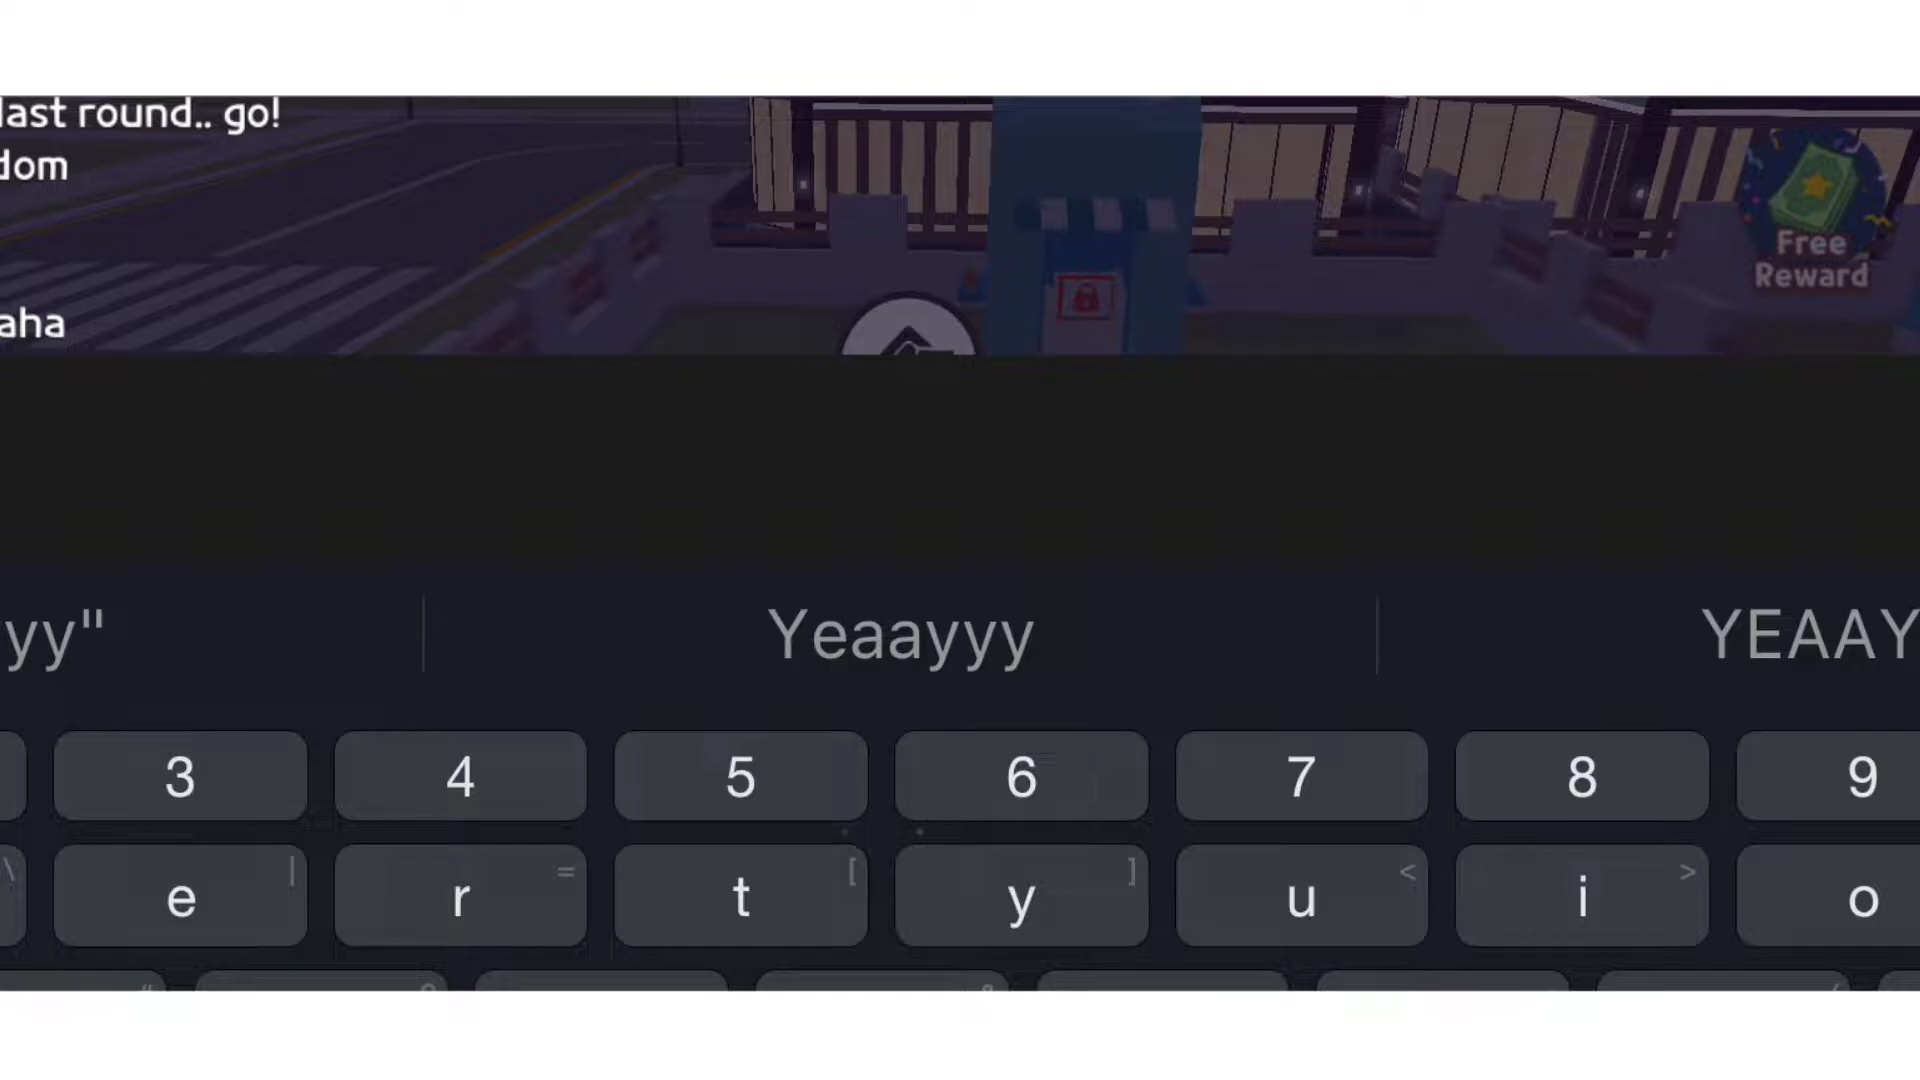 last round.. go!
dom
aha
Free
Reward
yy" Yeaayyy YEAAY
3 4 5 6 7 8 9
\ | = [ ] < >
e r t y u i o